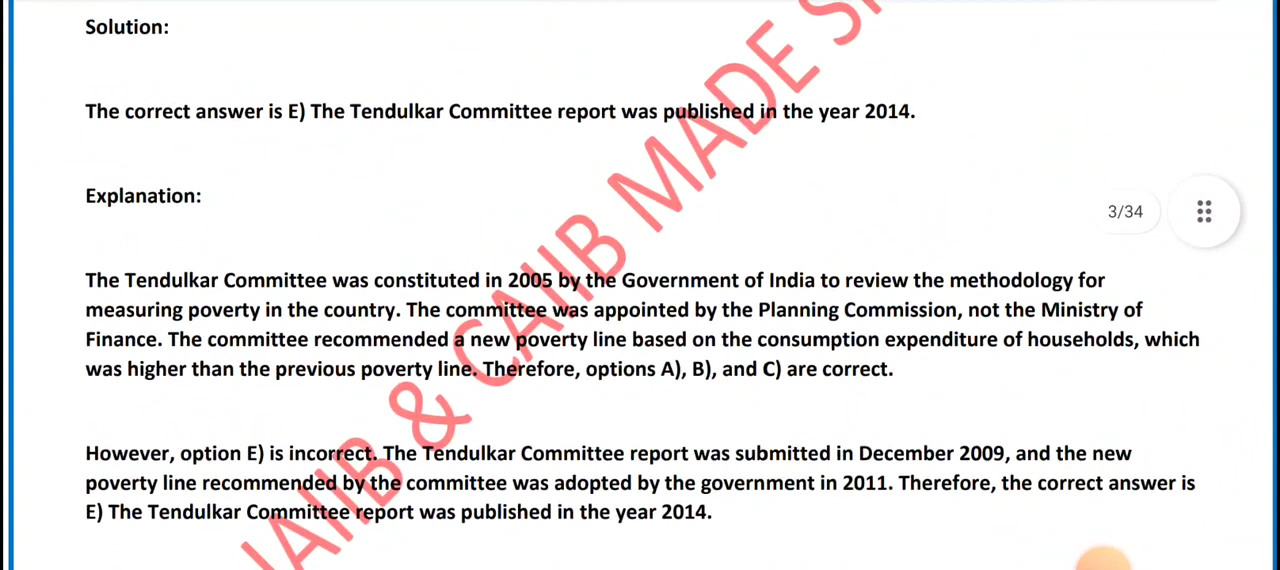 Solution:
The correct answer is E) The Tendulkar Committee report was published in the year 2014.
Explanation:
3/34
The Tendulkar Committee was constituted in 2005 by the Government of India to review the methodology for
measuring poverty in the country. The committee was appointed by the Planning Commission, not the Ministry of
Finance. The committee recommended a new poverty line based on the consumption expenditure of households, which
was higher than the previous poverty line. Therefore, options A), B), and C) are correct.
However, option E) is incorrect. The Tendulkar Committee report was submitted in December 2009, and the new
poverty line recommended by the committee was adopted by the government in 2011. Therefore, the correct answer is
E) The Tendulkar Committee report was published in the year 2014.
JAIIB & CAIIB MADE